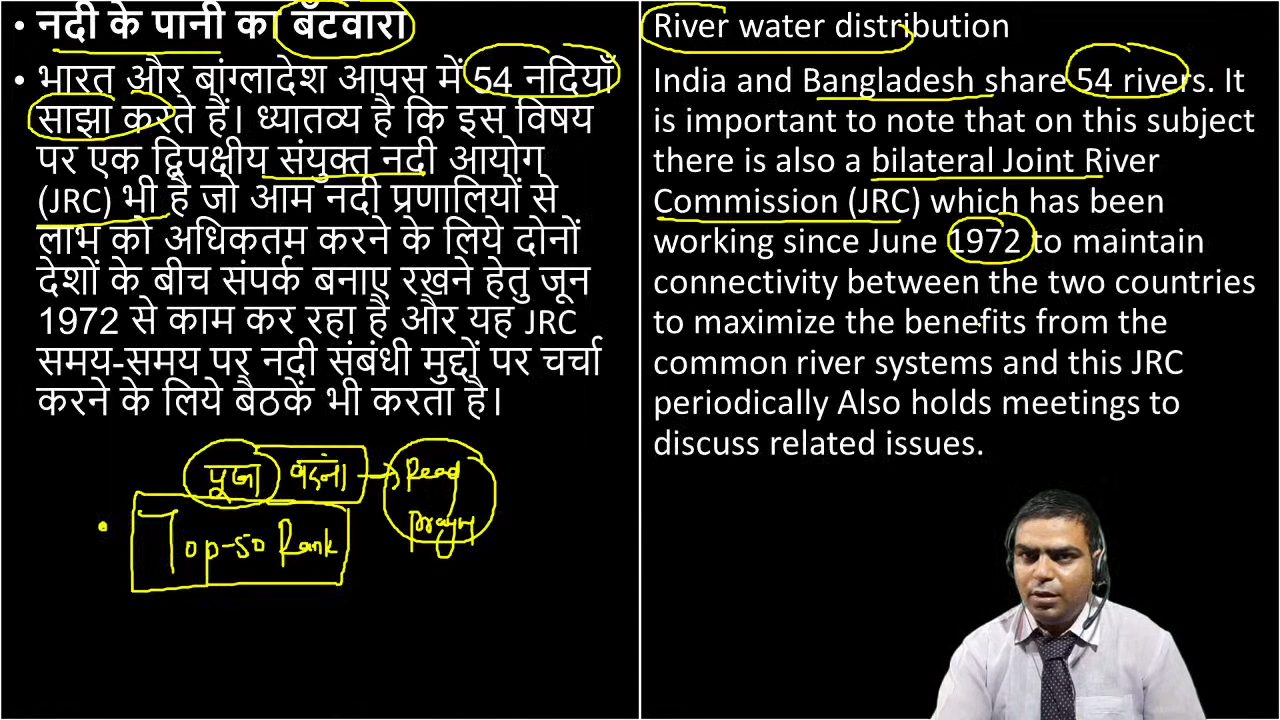 • नदी के पानी का बँटवारा
• भारत और बांग्लादेश आपस में 54 नदियाँ
साझा करते हैं। ध्यातव्य है कि इस विषय
पर एक द्विपक्षीय संयुक्त नदी आयोग
(JRC) भी है जो आम नदी प्रणालियों से
लाभ को अधिकतम करने के लिये दोनों
देशों के बीच संपर्क बनाए रखने हेतु जून
1972 से काम कर रहा है और यह JRC
समय-समय पर नदी संबंधी मुद्दों पर चर्चा
करने के लिये बैठकें भी करता है।
पूजा
Read
Top-50 Rank
River water distribution
India and Bangladesh share 54 rivers. It
is important to note that on this subject
there is also a bilateral Joint River
Commission (JRC) which has been
working since June 1972 to maintain
connectivity between the two countries
to maximize the benefits from the
common river systems and this JRC
periodically Also holds meetings to
discuss related issues.